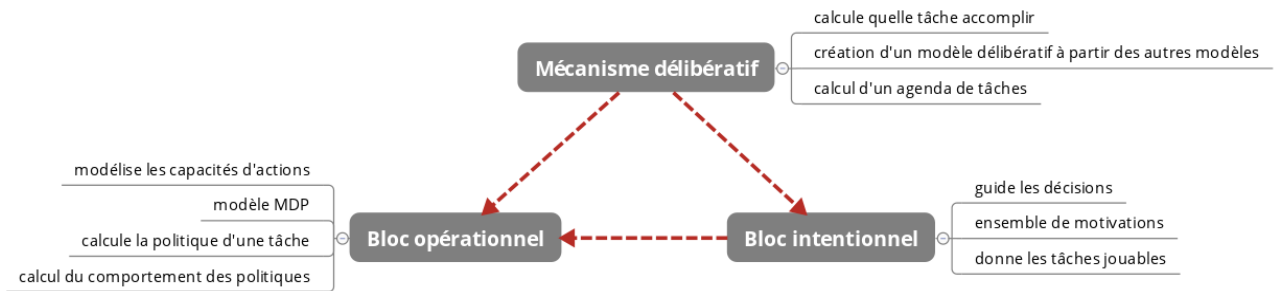 Mécanisme délibératif
calcule quelle tâche accomplir
création d'un modèle délibératif à partir des autres modèles
calcul d'un agenda de tâches
modélise les capacités d'actions
modèle MDP
calcule la politique d'une tâche
calcul du comportement des politiques
Bloc opérationnel
Bloc intentionnel
guide les décisions
ensemble de motivations
donne les tâches jouables